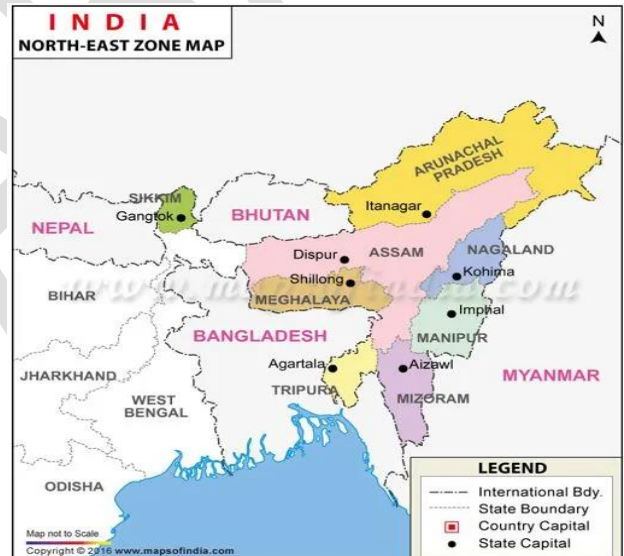 INDIA
NORTH-EAST ZONE MAP
N
ARUNACHAL
PRADESH
SIKKIM
Gangtok
NEPAL
BHUTAN
Itanagar
Dispur
ASSAM
NAGALAND
Shillong
Kohima
BIHAR
MEGHALAYA
Imphal
BANGLADESH
MANIPUR
Agartala
Aizawl
JHARKHAND
TRIPURA
MIZORAM
MYANMAR
WEST
BENGAL
ODISHA
LEGEND
International Bdy.
State Boundary
Country Capital
State Capital
Map not to Scale
Copyright © 2016 www.mapsofindia.com